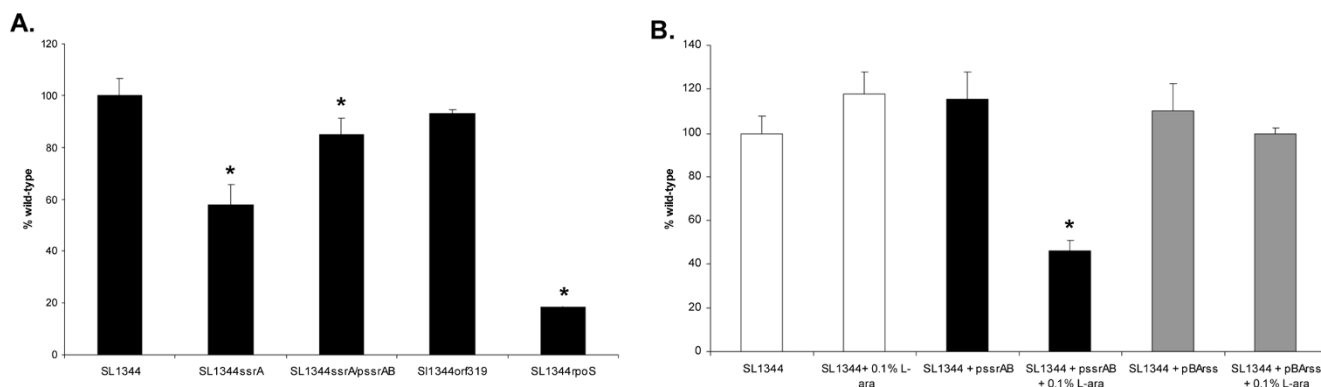 A.
120
100
80
60
40
20
0
% wild-type
*
*
*
SL1344
SL1344ssrA
SL1344ssrA/pssrAB
Sl1344orf319
SL1344rpoS
B.
140
120
100
80
60
40
20
0
% wild-type
*
SL1344
SL1344+ 0.1% L-
ara
SL1344 + pssrAB
SL1344 + pssrAB
+ 0.1% L-ara
SL1344 + pBArss
SL1344 + pBArss
+ 0.1% L-ara